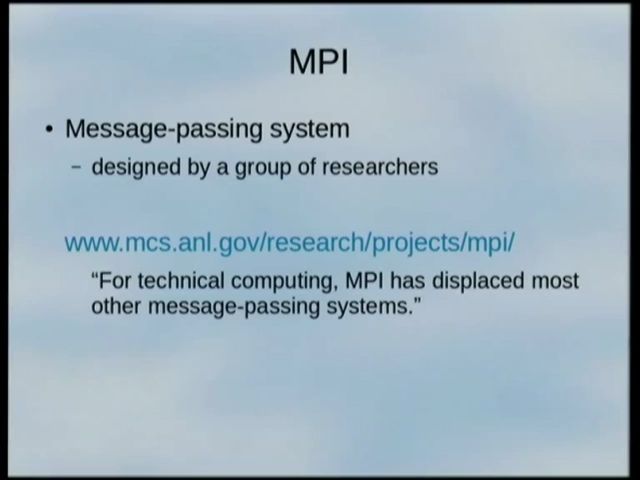 MPI
• Message-passing system
– designed by a group of researchers
www.mcs.anl.gov/research/projects/mpi/
“For technical computing, MPI has displaced most
other message-passing systems.”